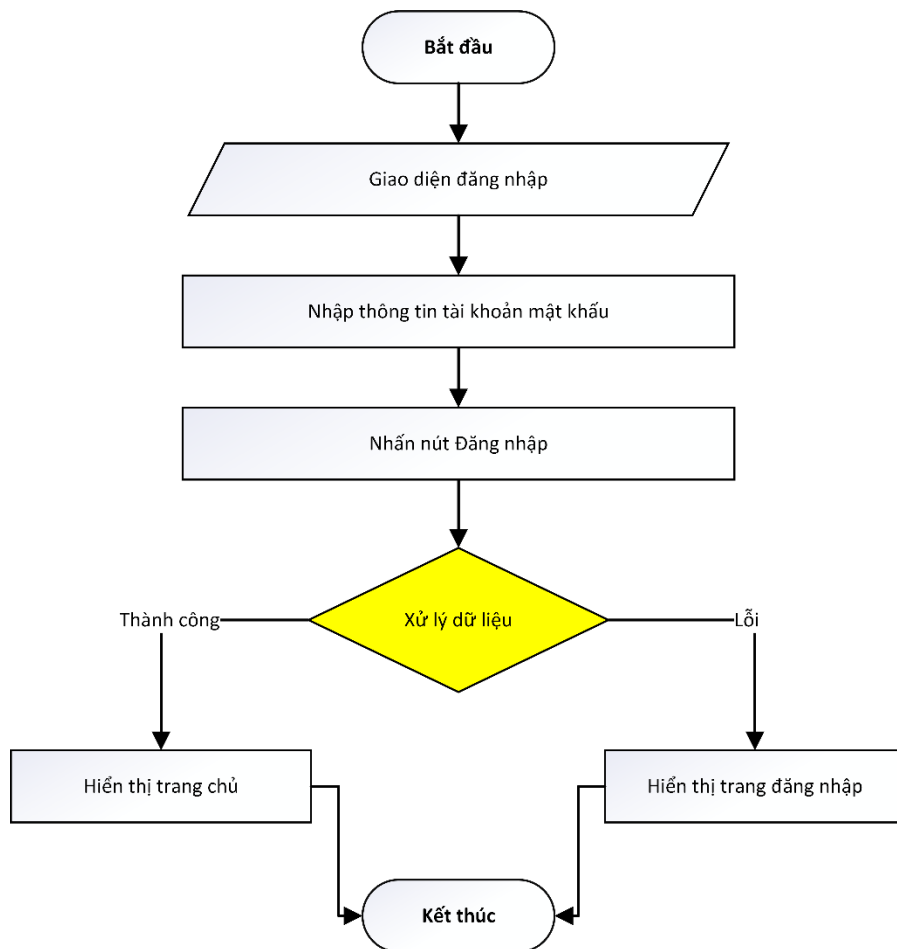 Bắt đầu
Giao diện đăng nhập
Nhập thông tin tài khoản mật khấu
Nhấn nút Đăng nhập
Thành công
Xử lý dữ liệu
Lỗi
Hiển thị trang chủ
Hiển thị trang đăng nhập
Kết thúc